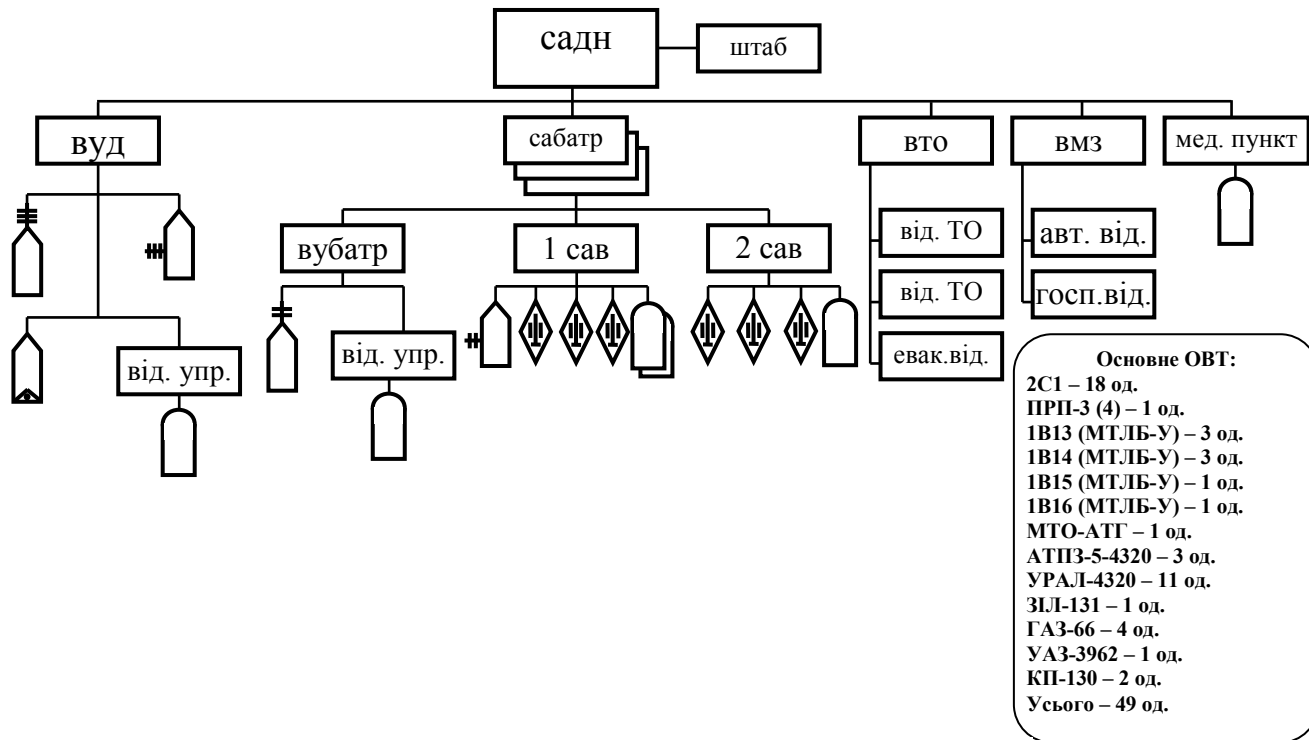 садн
штаб
вуд
сабатр
вто
вмз
мед. пункт
вубатр
1 сав
2 сав
від. ТО
авт. від.
від. ТО
госп.від.
від. упр.
від. упр.
евак.від.
Основне ОВТ:
2С1 – 18 од.
ПРП-3 (4) – 1 од.
1В13 (МТЛБ-У) – 3 од.
1В14 (МТЛБ-У) – 3 од.
1В15 (МТЛБ-У) – 1 од.
1В16 (МТЛБ-У) – 1 од.
МТО-АТГ – 1 од.
АТПЗ-5-4320 – 3 од.
УРАЛ-4320 – 11 од.
ЗІЛ-131 – 1 од.
ГАЗ-66 – 4 од.
УАЗ-3962 – 1 од.
КП-130 – 2 од.
Усього – 49 од.